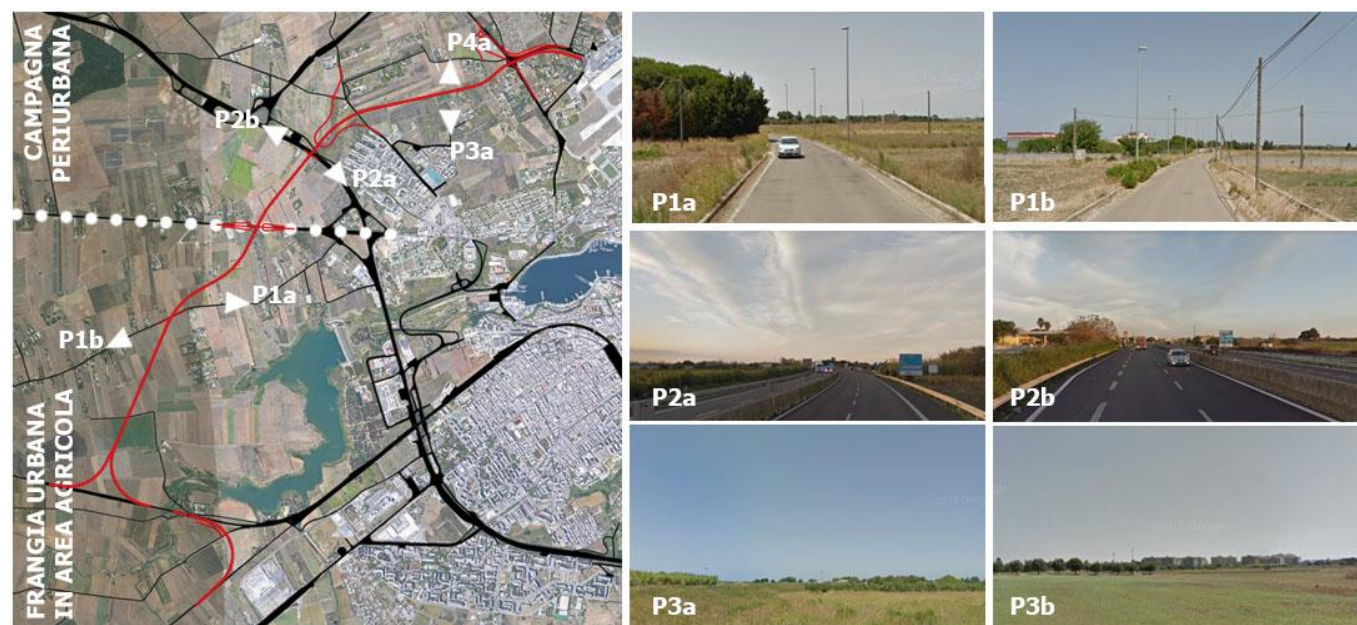 CAMPAGNA
PERIURBANA
FRANGIA URBANA
IN AREA AGRICOLA
P4a
P2b
P3a
P2a
P1a
P1b
P1a
P1b
P2a
P2b
P3a
P3b